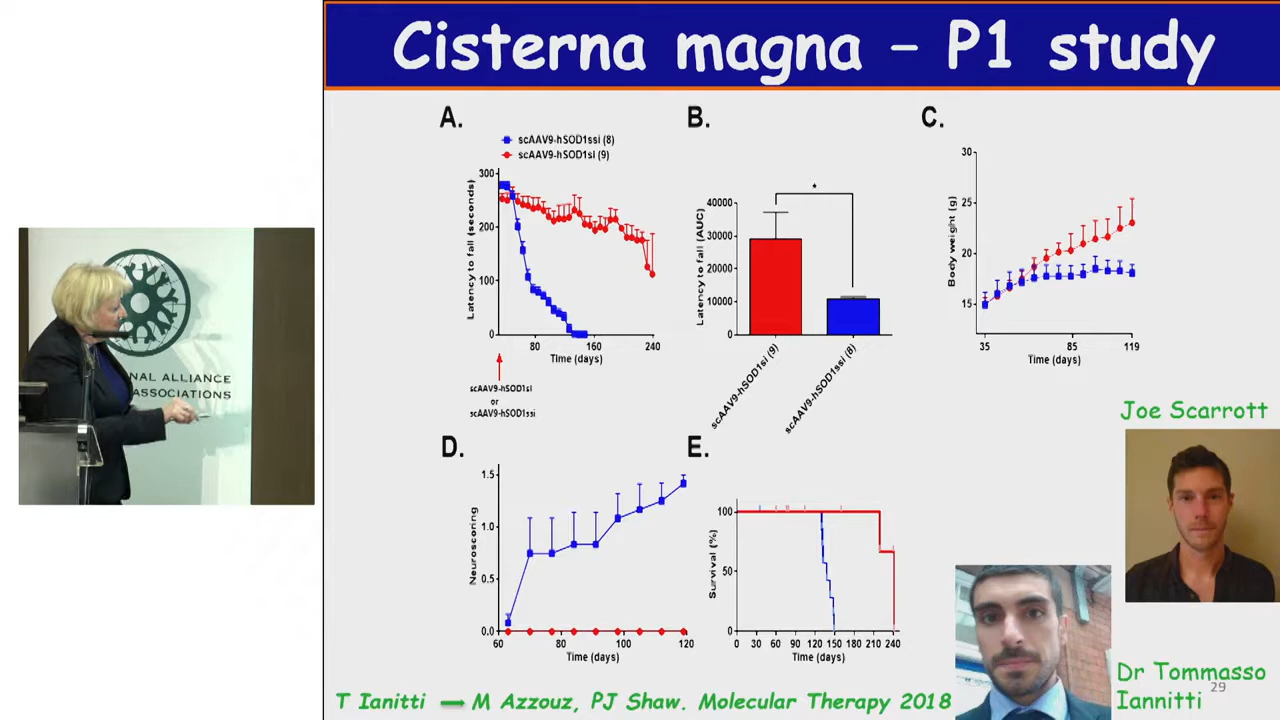 Cisterna magna – P1 study
A.
scAAV9-hSOD1ssi (8)
scAAV9-hSOD1si (9)
Latency to fall (seconds)
300
200
100
0
80
160
240
Time (days)
scAAV9-hSOD1si
or
scAAV9-hSOD1ssi
B.
Latency to fall (AUC)
40000
30000
20000
10000
0
*
scAAV9-hSOD1si (9)
scAAV9-hSOD1ssi (8)
C.
Body weight (g)
30
25
20
15
35
85
119
Time (days)
D.
Neuroscoring
1.5
1.0
0.5
0.0
60
80
100
120
Time (days)
E.
Survival (%)
100
50
0
0 30 60 90 120 150 180 210 240
Time (days)
Joe Scarrott
Dr Tommasso
Iannitti
29
T Ianitti
M Azzouz, PJ Shaw. Molecular Therapy 2018
NAL ALLIANCE
ASSOCIATIONS